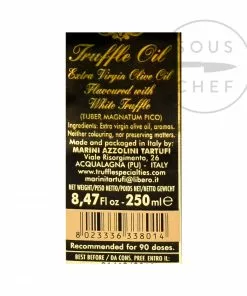 SOUS
CHEF
Truffle Oil
Extra Virgin Olive Oil
Flavoured with
White Truffle
(TUBER MAGNATUM PICO)
Ingredients: Extra virgin olive oil, aromas.
Neither colouring, nor preserving matters.
Made and packaged in Italy by:
MARINI AZZOLINI TARTUFI
Viale Risorgimento, 26
ACQUALAGNA (PU) - ITALY
www.trufflespecialties.com
marinitartufi@libero.it
NET WEIGHT/PESO NETTO/POIDS NET/NETTO GEWICHT
8,47fl oz - 250 ml e
8 023336 338014
Recommended for 90 doses.
BEST BEFORE / DA CONS. PREF. ENTRO IL: